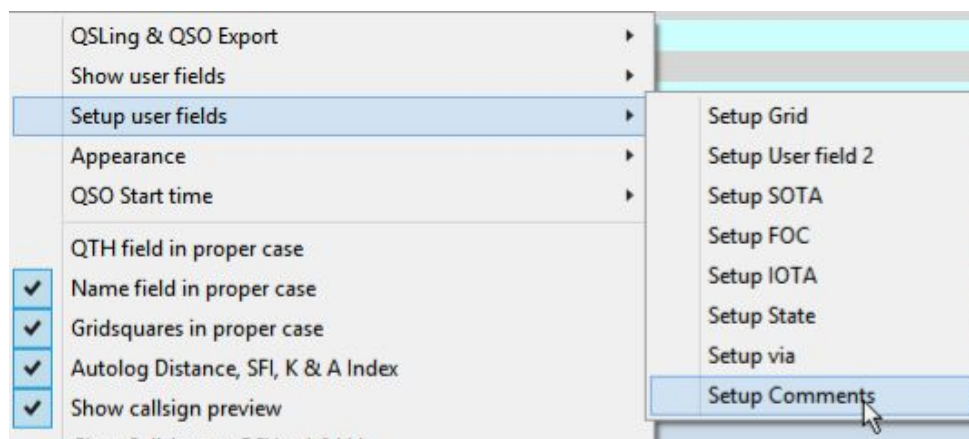 QSLing & QSO Export
Show user fields
Setup user fields
Appearance
QSO Start time
QTH field in proper case
Name field in proper case
Gridsquares in proper case
Autolog Distance, SFI, K & A Index
Show callsign preview
Setup Grid
Setup User field 2
Setup SOTA
Setup FOC
Setup IOTA
Setup State
Setup via
Setup Comments